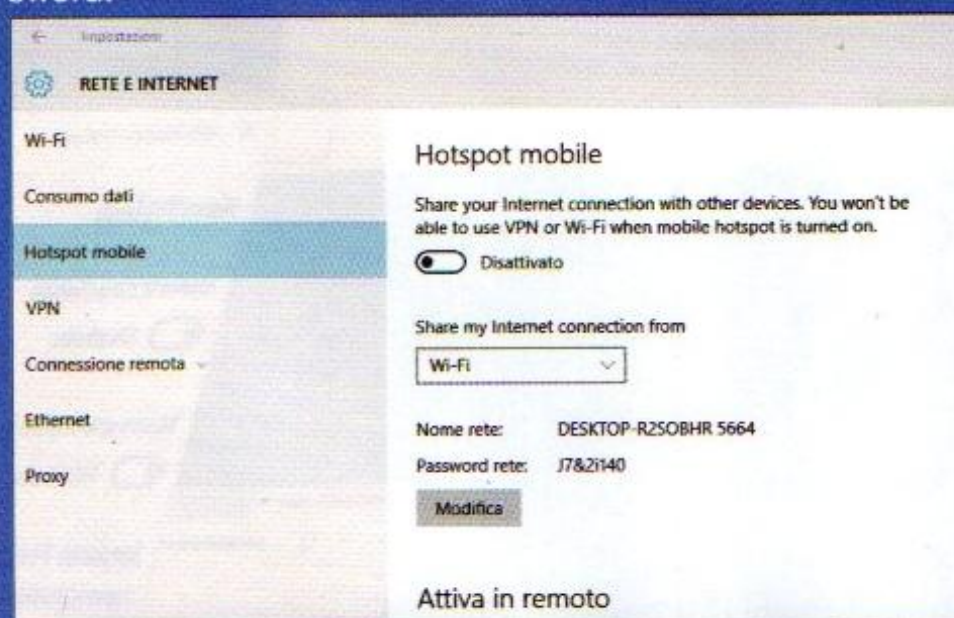 Impostazioni
RETE E INTERNET
Wi-Fi
Consumo dati
Hotspot mobile
VPN
Connessione remota
Ethernet
Proxy
Hotspot mobile
Share your Internet connection with other devices. You won't be
able to use VPN or Wi-Fi when mobile hotspot is turned on.
Disattivato
Share my Internet connection from
Wi-Fi
Nome rete: DESKTOP-R2SOBHR 5664
Password rete: J7&2i140
Modifica
Attiva in remoto